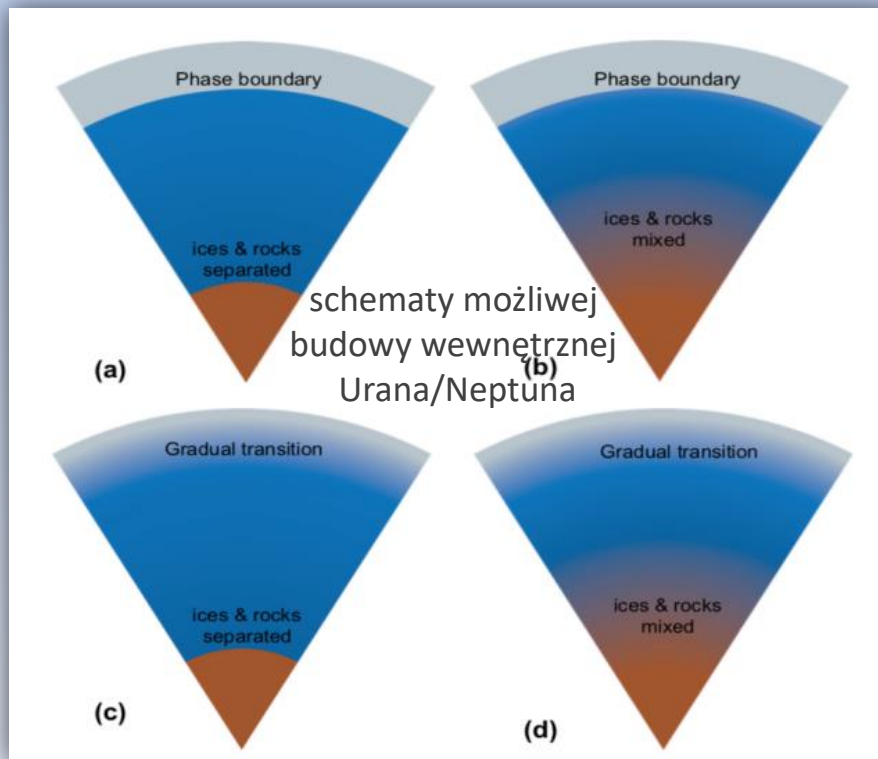 Phase boundary
ices & rocks
separated
(a)
Phase boundary
ices & rocks
mixed
(b)
schematy możliwej
budowy wewnętrznej
Urana/Neptuna
Gradual transition
ices & rocks
separated
(c)
Gradual transition
ices & rocks
mixed
(d)